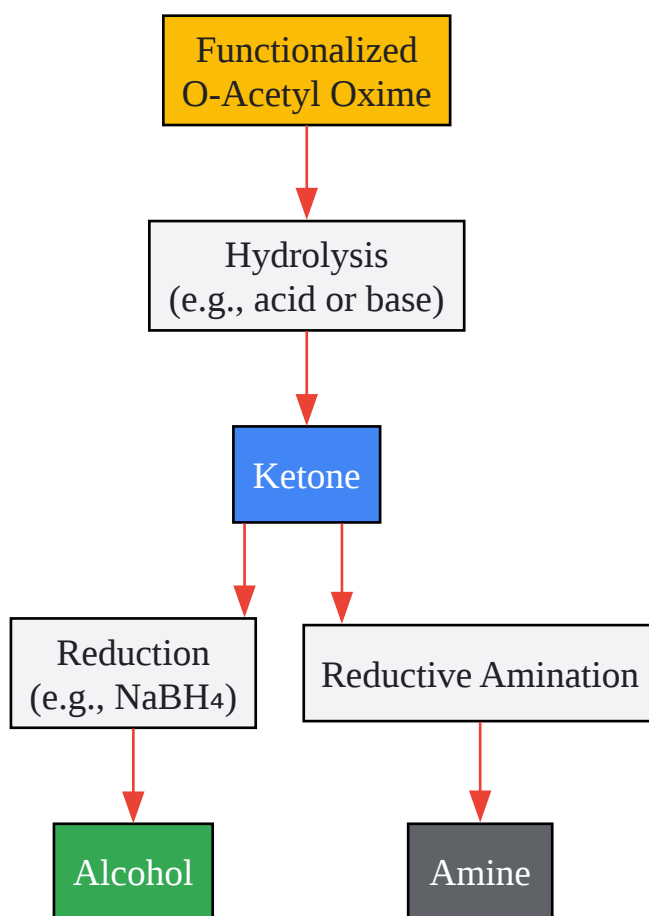 Functionalized
O-Acetyl Oxime
Hydrolysis
(e.g., acid or base)
Ketone
Reduction
(e.g., NaBH₄)
Reductive Amination
Alcohol
Amine